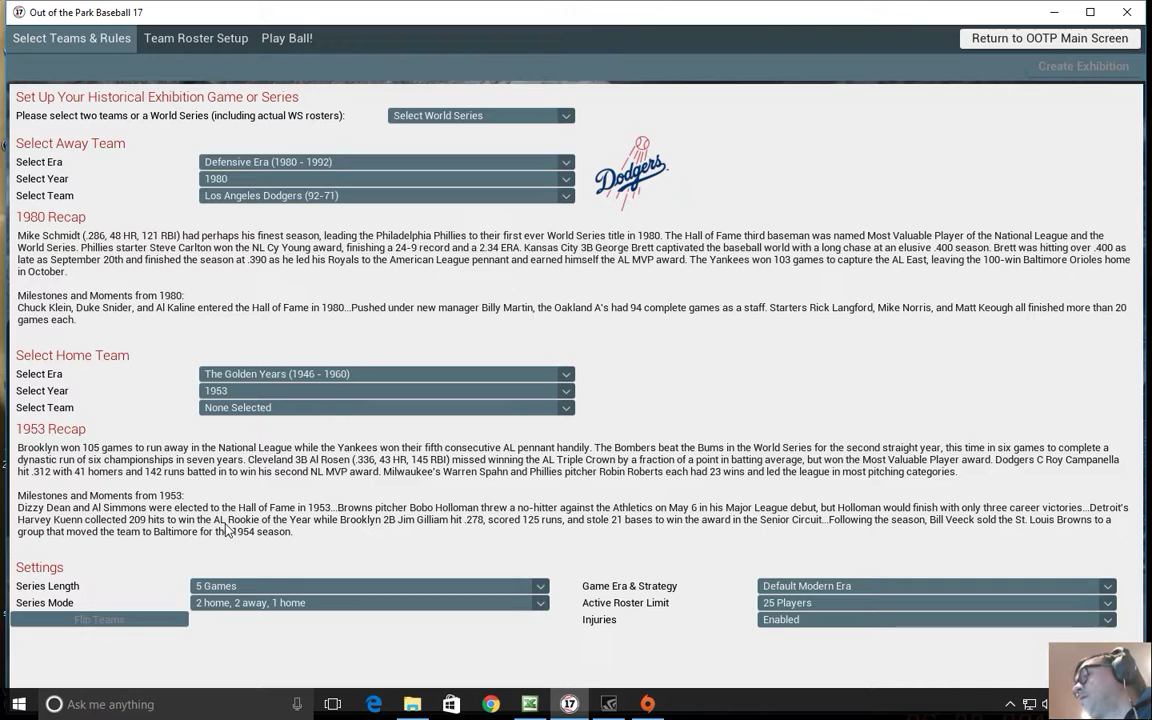 17 Out of the Park Baseball 17
Select Teams & Rules Team Roster Setup Play Ball! Return to OOTP Main Screen
Create Exhibition
Set Up Your Historical Exhibition Game or Series
Please select two teams or a World Series (including actual WS rosters): Select World Series
Select Away Team
Select Era Defensive Era (1980 - 1992)
Select Year 1980
Select Team Los Angeles Dodgers (92-71)
Dodgers
1980 Recap
Mike Schmidt (.286, 48 HR, 121 RBI) had perhaps his finest season, leading the Philadelphia Phillies to their first ever World Series title in 1980. The Hall of Fame third baseman was named Most Valuable Player of the National League and the
World Series. Phillies starter Steve Carlton won the NL Cy Young award, finishing a 24-9 record and a 2.34 ERA. Kansas City 3B George Brett captivated the baseball world with a long chase at an elusive .400 season. Brett was hitting over .400 as
late as September 20th and finished the season at .390 as he led his Royals to the American League pennant and earned himself the AL MVP award. The Yankees won 103 games to capture the AL East, leaving the 100-win Baltimore Orioles home
in October.
Milestones and Moments from 1980:
Chuck Klein, Duke Snider, and Al Kaline entered the Hall of Fame in 1980...Pushed under new manager Billy Martin, the Oakland A's had 94 complete games as a staff. Starters Rick Langford, Mike Norris, and Matt Keough all finished more than 20
games each.
Select Home Team
Select Era The Golden Years (1946 - 1960)
Select Year 1953
Select Team None Selected
1953 Recap
Brooklyn won 105 games to run away in the National League while the Yankees won their fifth consecutive AL pennant handily. The Bombers beat the Bums in the World Series for the second straight year, this time in six games to complete a
dynastic run of six championships in seven years. Cleveland 3B Al Rosen (.336, 43 HR, 145 RBI) missed winning the AL Triple Crown by a fraction of a point in batting average, but won the Most Valuable Player award. Dodgers C Roy Campanella
hit .312 with 41 homers and 142 runs batted in to win his second NL MVP award. Milwaukee's Warren Spahn and Phillies pitcher Robin Roberts each had 23 wins and led the league in most pitching categories.
Milestones and Moments from 1953:
Dizzy Dean and Al Simmons were elected to the Hall of Fame in 1953...Browns pitcher Bobo Holloman threw a no-hitter against the Athletics on May 6 in his Major League debut, but Holloman would finish with only three career victories...Detroit's
Harvey Kuenn collected 209 hits to win the AL Rookie of the Year while Brooklyn 2B Jim Gilliam hit .278, scored 125 runs, and stole 21 bases to win the award in the Senior Circuit...Following the season, Bill Veeck sold the St. Louis Browns to a
group that moved the team to Baltimore for the 1954 season.
Settings
Series Length 5 Games Game Era & Strategy Default Modern Era
Series Mode 2 home, 2 away, 1 home Active Roster Limit 25 Players
Flip Teams Injuries Enabled
Ask me anything 17